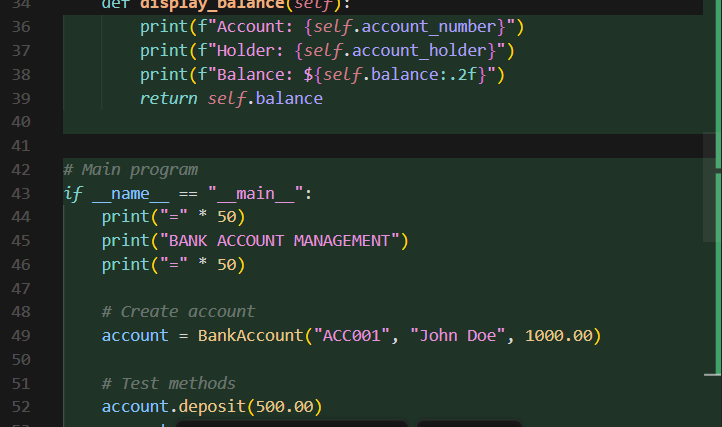 34 def display_balance(self):
36 print(f"Account: {self.account_number}")
37 print(f"Holder: {self.account_holder}")
38 print(f"Balance: ${self.balance:.2f}")
39 return self.balance
40
41
42 # Main program
43 if __name__ == "__main__":
44 print("=" * 50)
45 print("BANK ACCOUNT MANAGEMENT")
46 print("=" * 50)
47
48 # Create account
49 account = BankAccount("ACC001", "John Doe", 1000.00)
50
51 # Test methods
52 account.deposit(500.00)